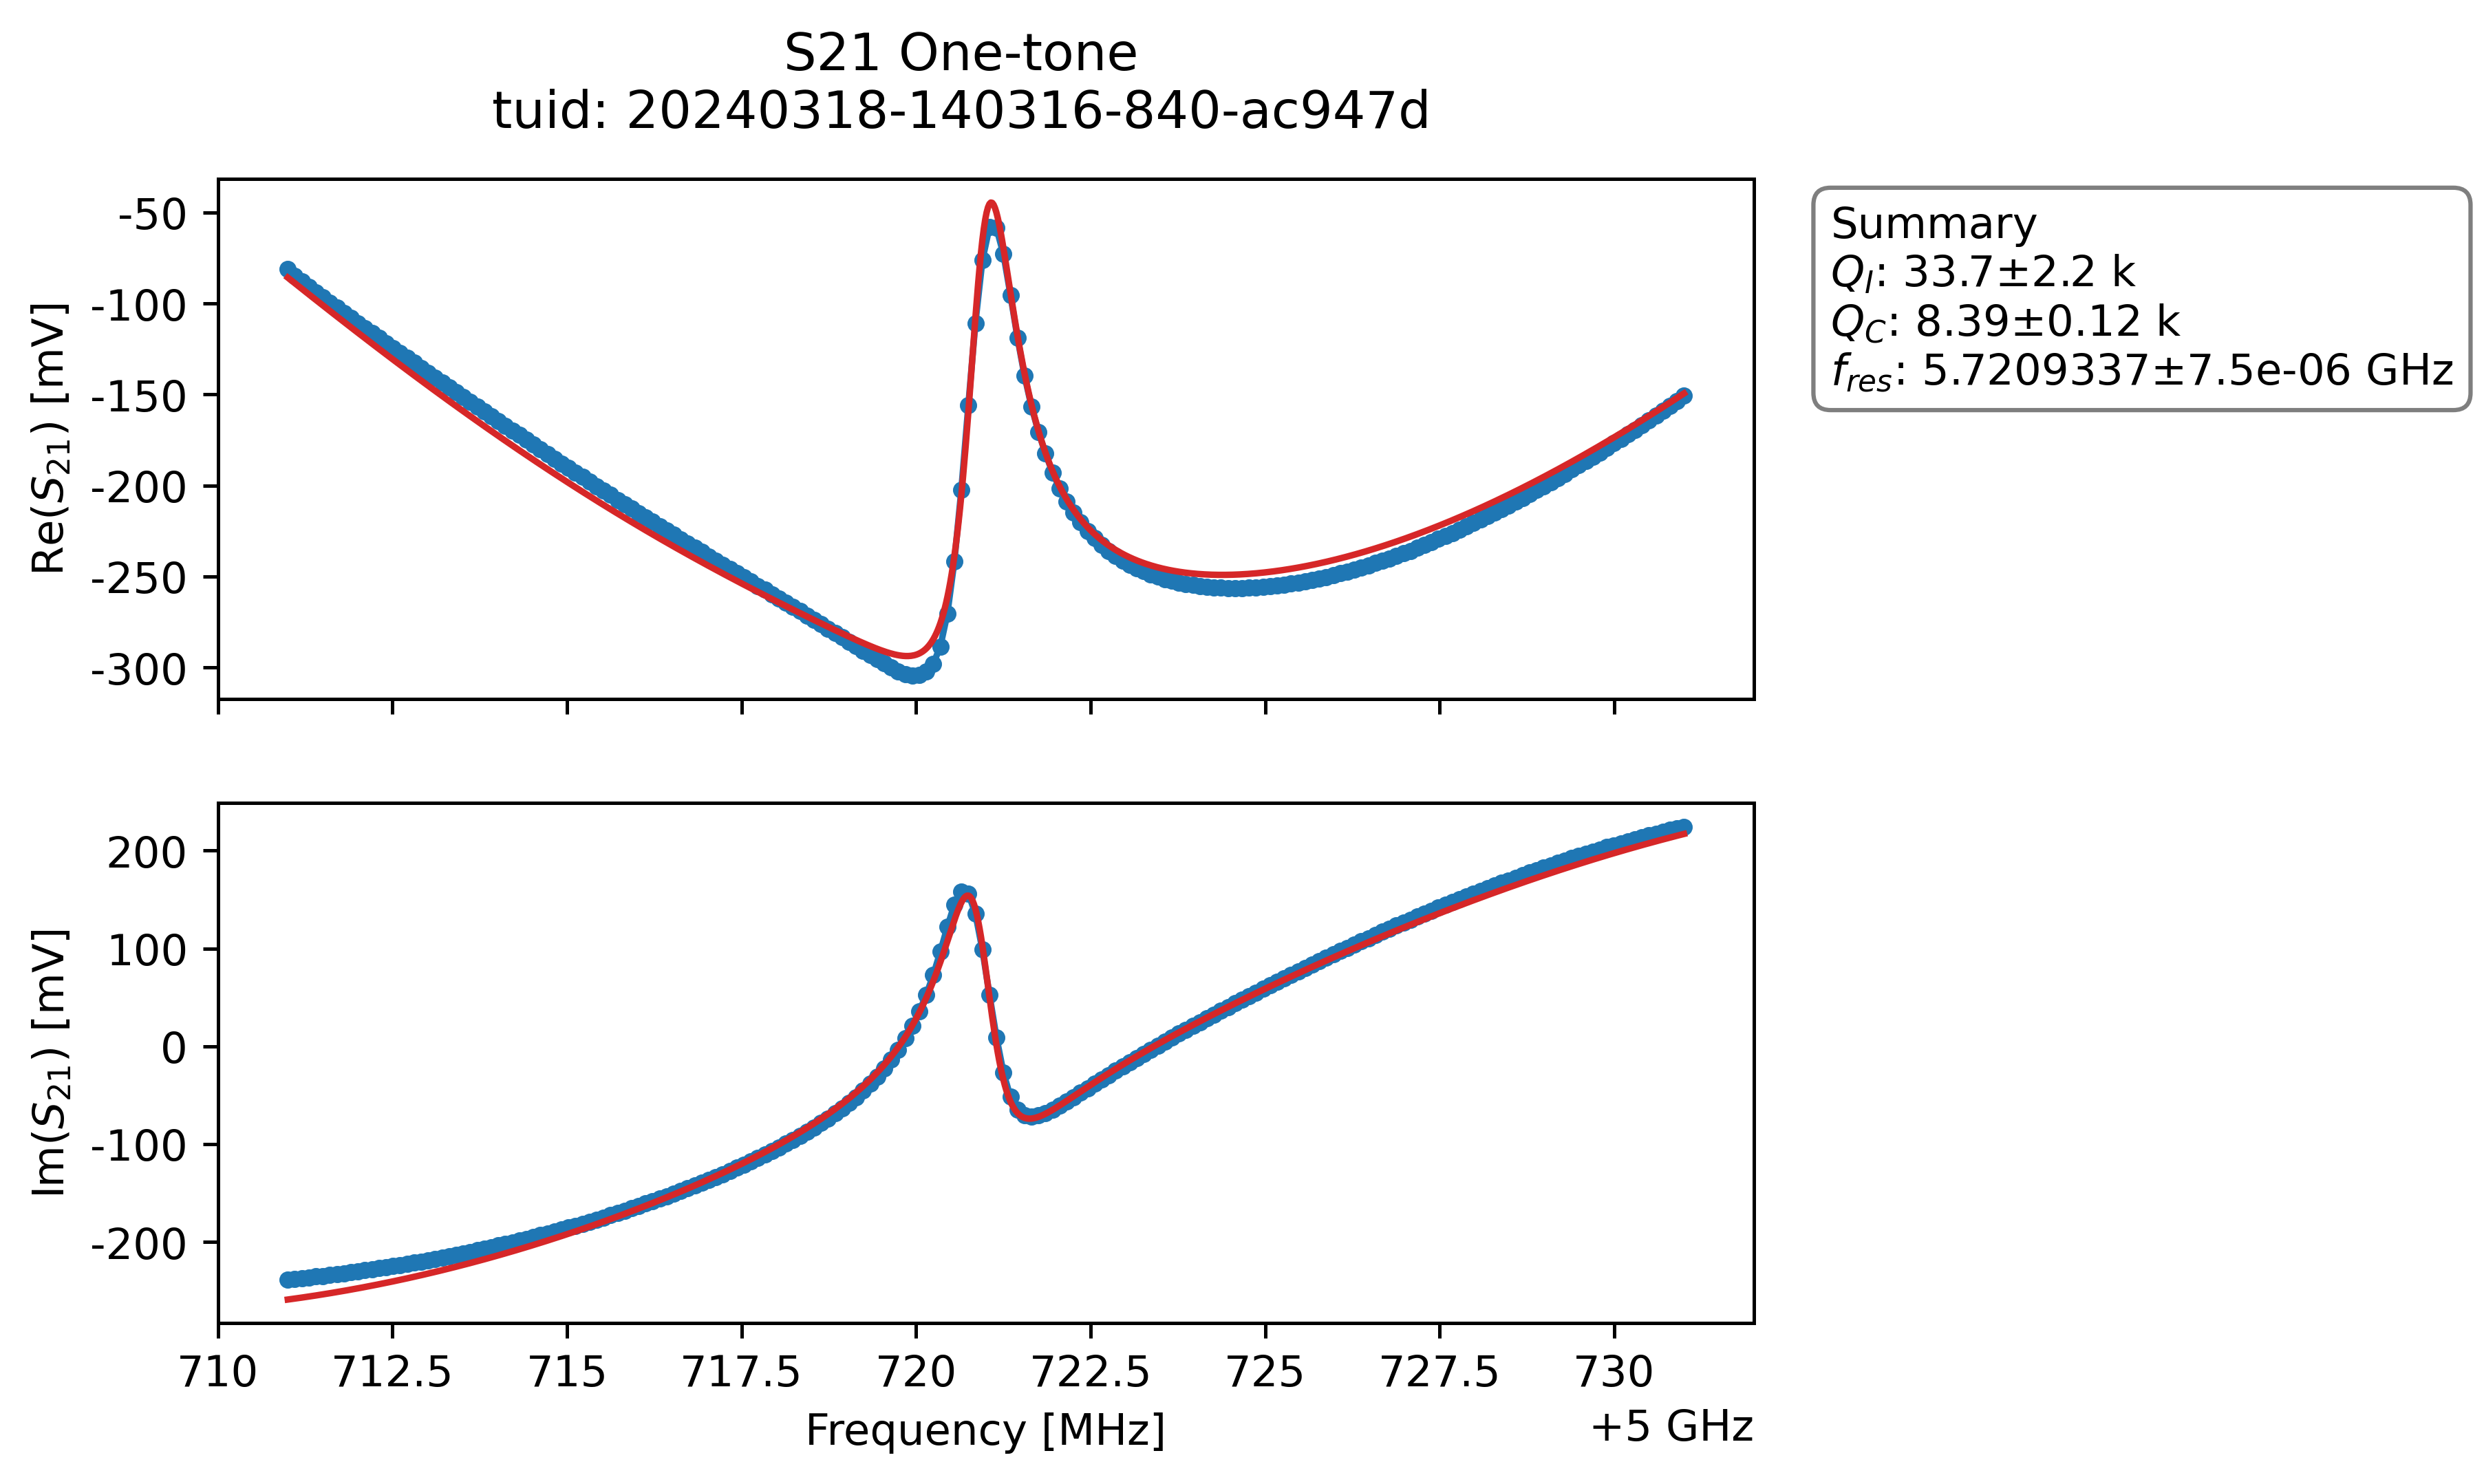 S21 One-tone
tuid: 20240318-140316-840-ac947d
-50
-100
-150
-200
-250
-300
Re(S₂₁) [mV]
Summary
Q_I: 33.7±2.2 k
Q_C: 8.39±0.12 k
f_res: 5.7209337±7.5e-06 GHz
200
100
0
-100
-200
Im(S₂₁) [mV]
710 712.5 715 717.5 720 722.5 725 727.5 730
Frequency [MHz]
+5 GHz